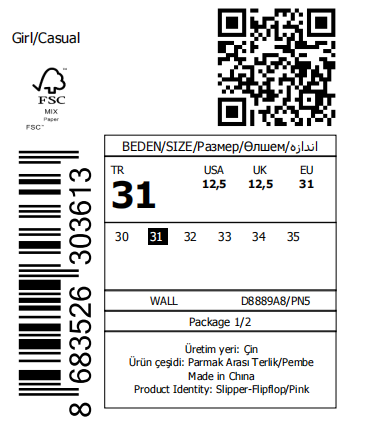 Girl/Casual
FSC
MIX
Paper
FSC™
BEDEN/SIZE/Размер/Өлшем/اندازه
TR USA UK EU
31 12,5 12,5 31
30 31 32 33 34 35
WALL D8889A8/PN5
Package 1/2
Üretim yeri: Çin
Ürün çeşidi: Parmak Arası Terlik/Pembe
Made in China
Product Identity: Slipper-Flipflop/Pink
8 683526 303613